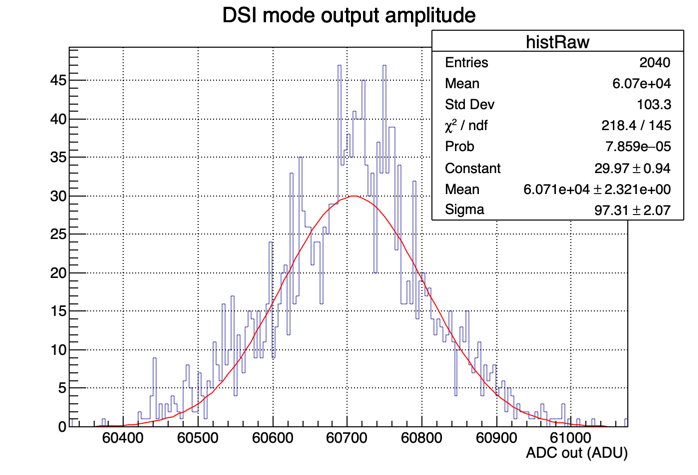 DSI mode output amplitude
histRaw
Entries 2040
Mean 6.07e+04
Std Dev 103.3
χ² / ndf 218.4 / 145
Prob 7.859e−05
Constant 29.97 ± 0.94
Mean 6.071e+04 ± 2.321e+00
Sigma 97.31 ± 2.07
45
40
35
30
25
20
15
10
5
0
60400 60500 60600 60700 60800 60900 61000
ADC out (ADU)